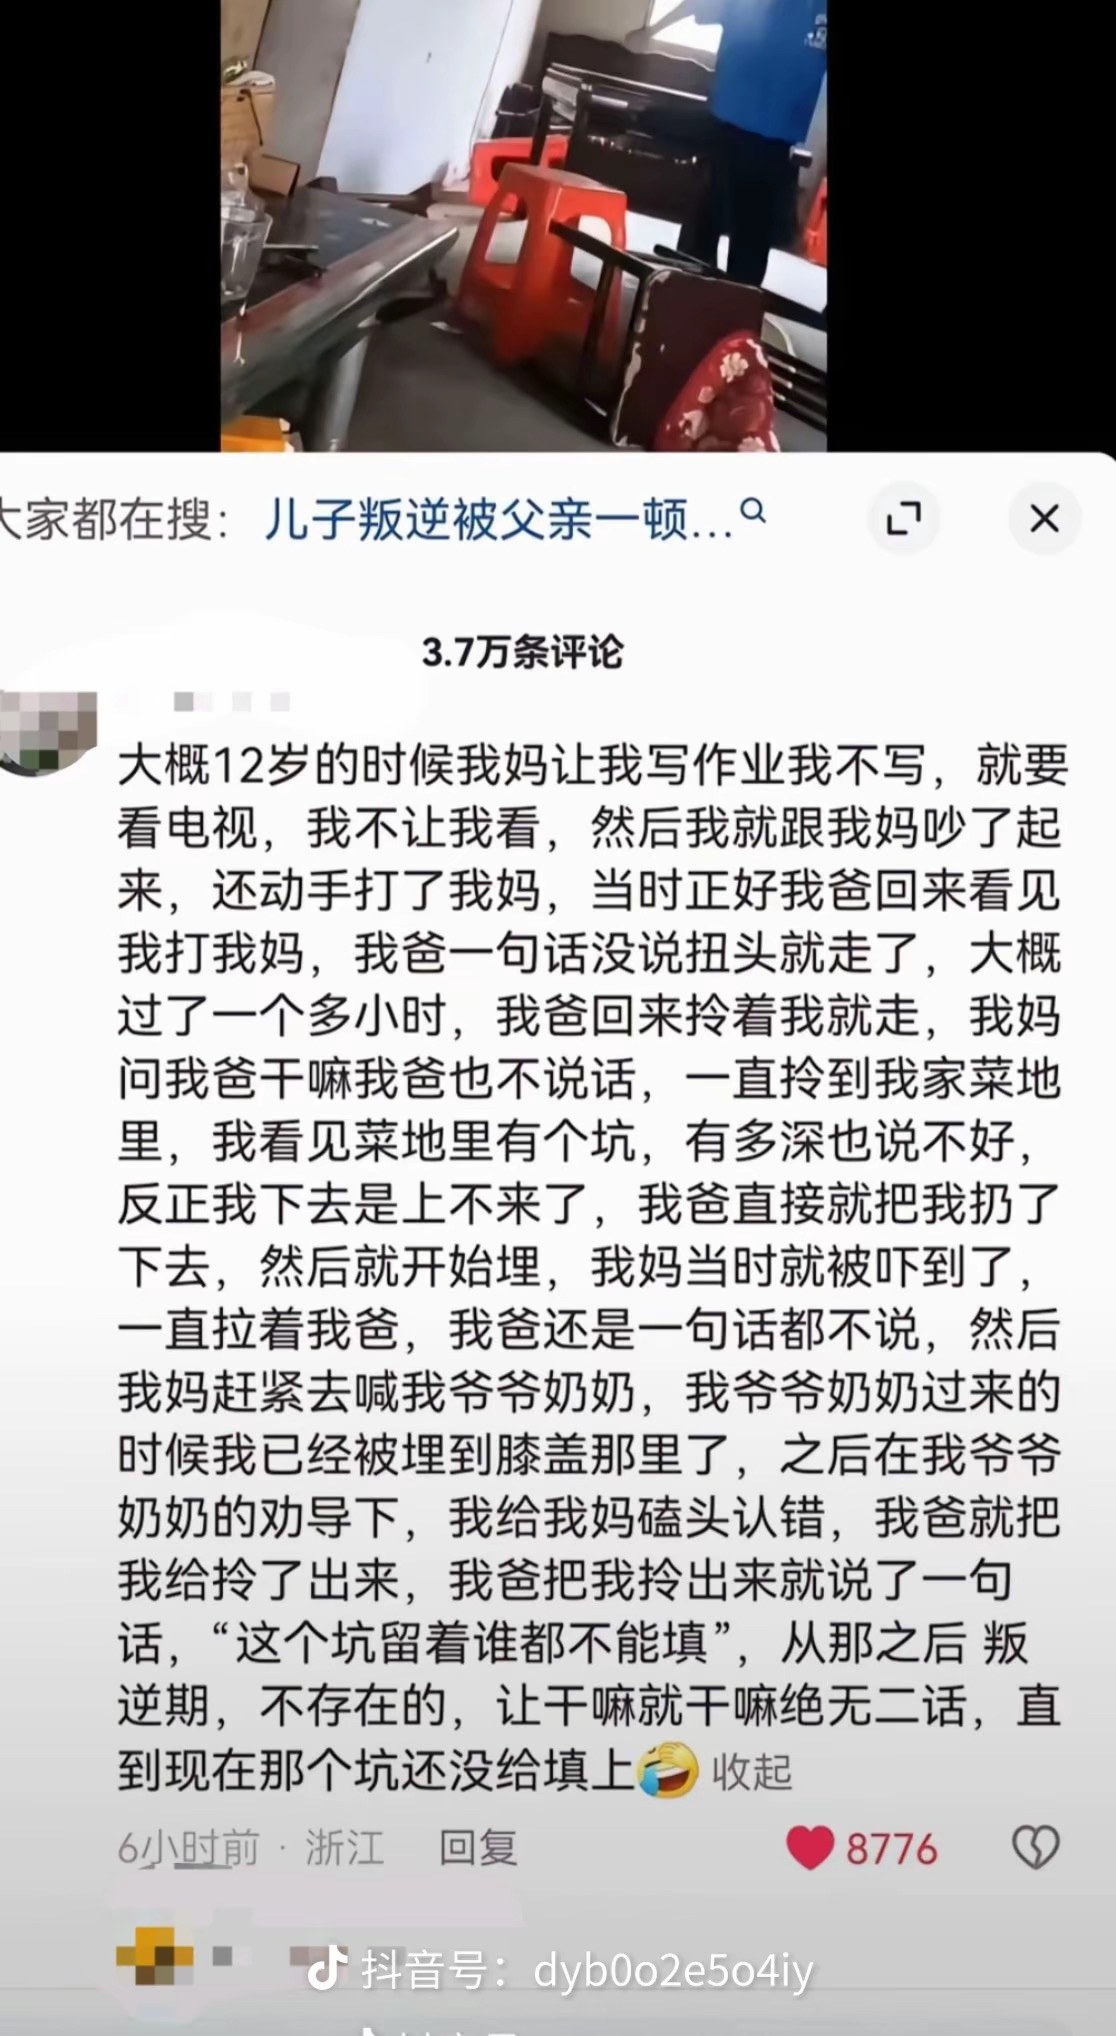 大家都在搜：儿子叛逆被父亲一顿...
3.7万条评论
大概12岁的时候我妈让我写作业我不写，就要
看电视，我不让我看，然后我就跟我妈吵了起
来，还动手打了我妈，当时正好我爸回来看见
我打我妈，我爸一句话没说扭头就走了，大概
过了一个多小时，我爸回来拎着我就走，我妈
问我爸干嘛我爸也不说话，一直拎到我家菜地
里，我看见菜地里有个坑，有多深也说不好，
反正我下去是上不来了，我爸直接就把我扔了
下去，然后就开始埋，我妈当时就被吓到了，
一直拉着我爸，我爸还是一句话都不说，然后
我妈赶紧去喊我爷爷奶奶，我爷爷奶奶过来的
时候我已经被埋到膝盖那里了，之后在我爷爷
奶奶的劝导下，我给我妈磕头认错，我爸就把
我给拎了出来，我爸把我拎出来就说了一句
话，“这个坑留着谁都不能填”，从那之后 叛
逆期，不存在的，让干嘛就干嘛绝无二话，直
到现在那个坑还没给填上🤣 收起
6小时前 · 浙江 回复 8776
抖音号：dyb0o2e5o4iy